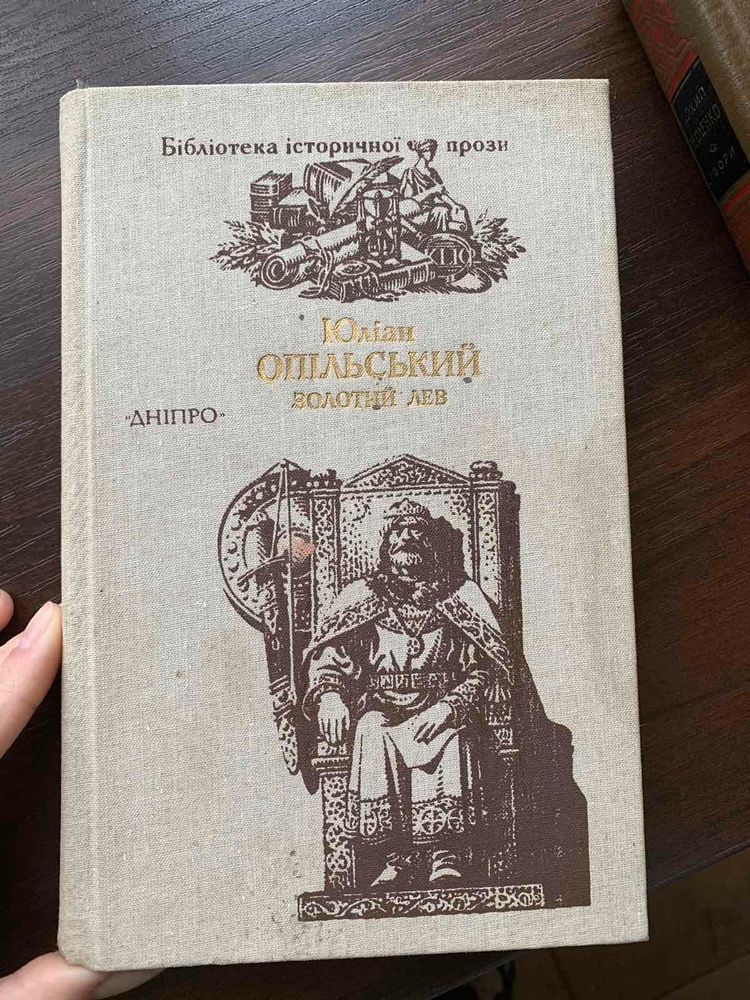 Бібліотека історичної прози
Юліан
ОПІЛЬСЬКИЙ
ЗОЛОТИЙ ЛЕВ
«ДНІПРО»